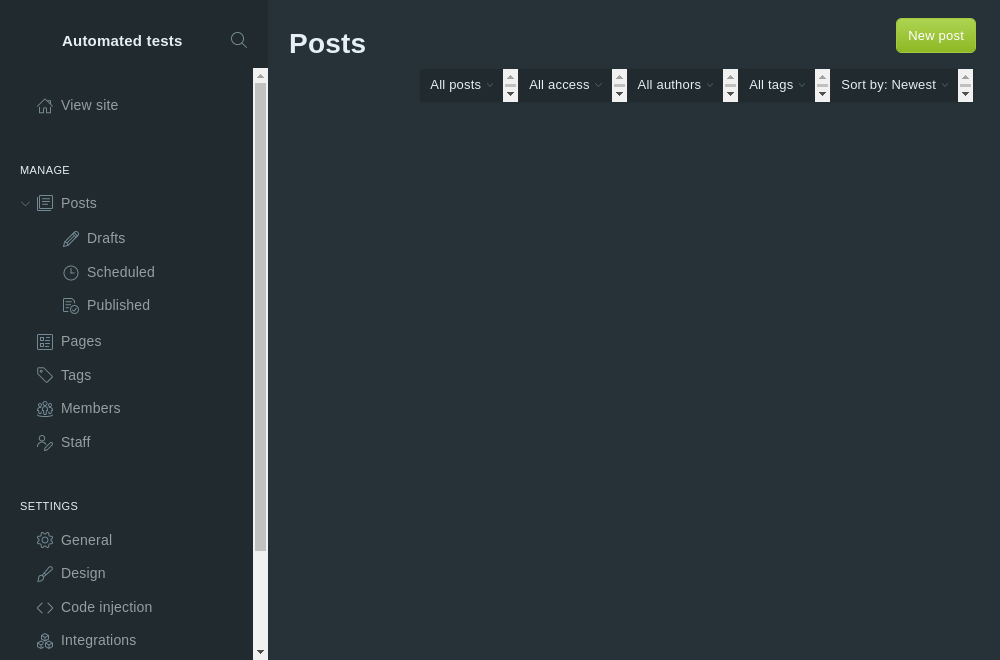 Automated tests
View site
MANAGE
Posts
Drafts
Scheduled
Published
Pages
Tags
Members
Staff
SETTINGS
General
Design
Code injection
Integrations
Posts
New post
All posts
All access
All authors
All tags
Sort by: Newest